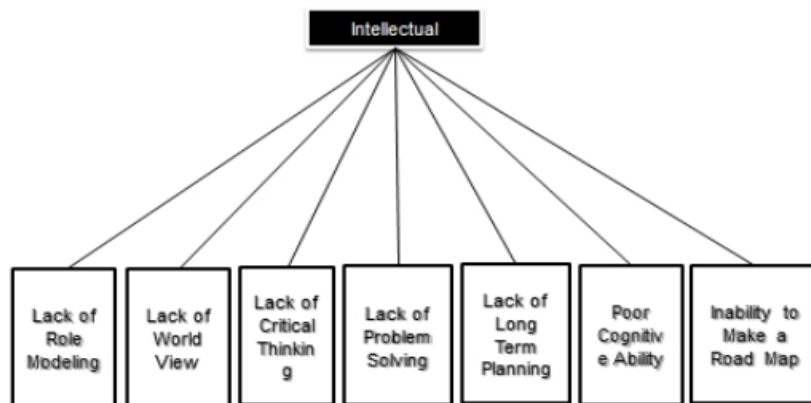 Intellectual
Lack of
Role
Modeling
Lack of
World
View
Lack of
Critical
Thinkin
g
Lack of
Problem
Solving
Lack of
Long
Term
Planning
Poor
Cognitiv
e Ability
Inability to
Make a
Road Map